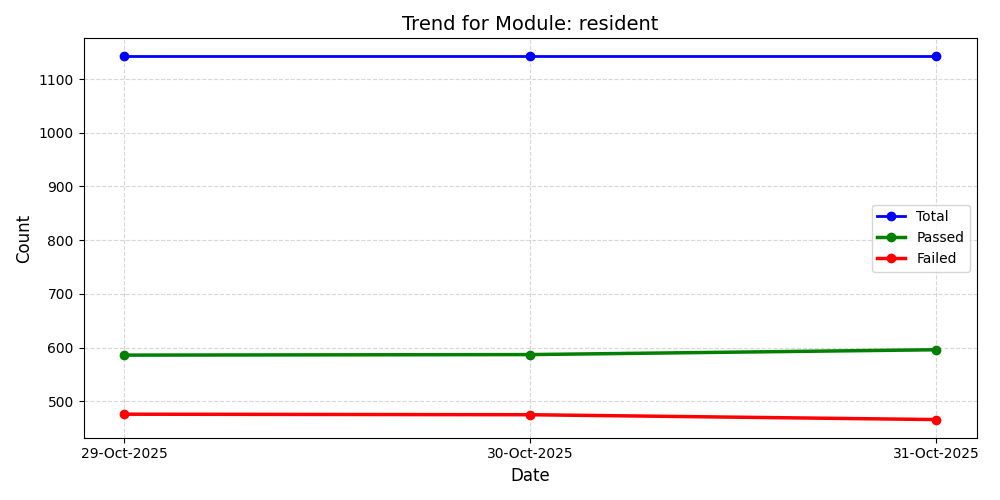 Trend for Module: resident
Count
1100
1000
900
800
700
600
500
Total
Passed
Failed
29-Oct-2025
30-Oct-2025
31-Oct-2025
Date